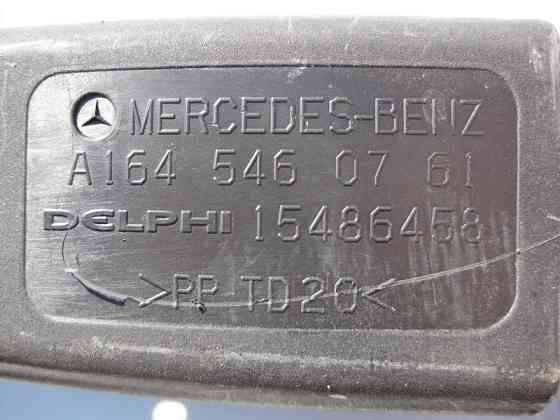 MERCEDES-BENZ
A164 546 07 61
DELPHI 15486458
>PP TD20<